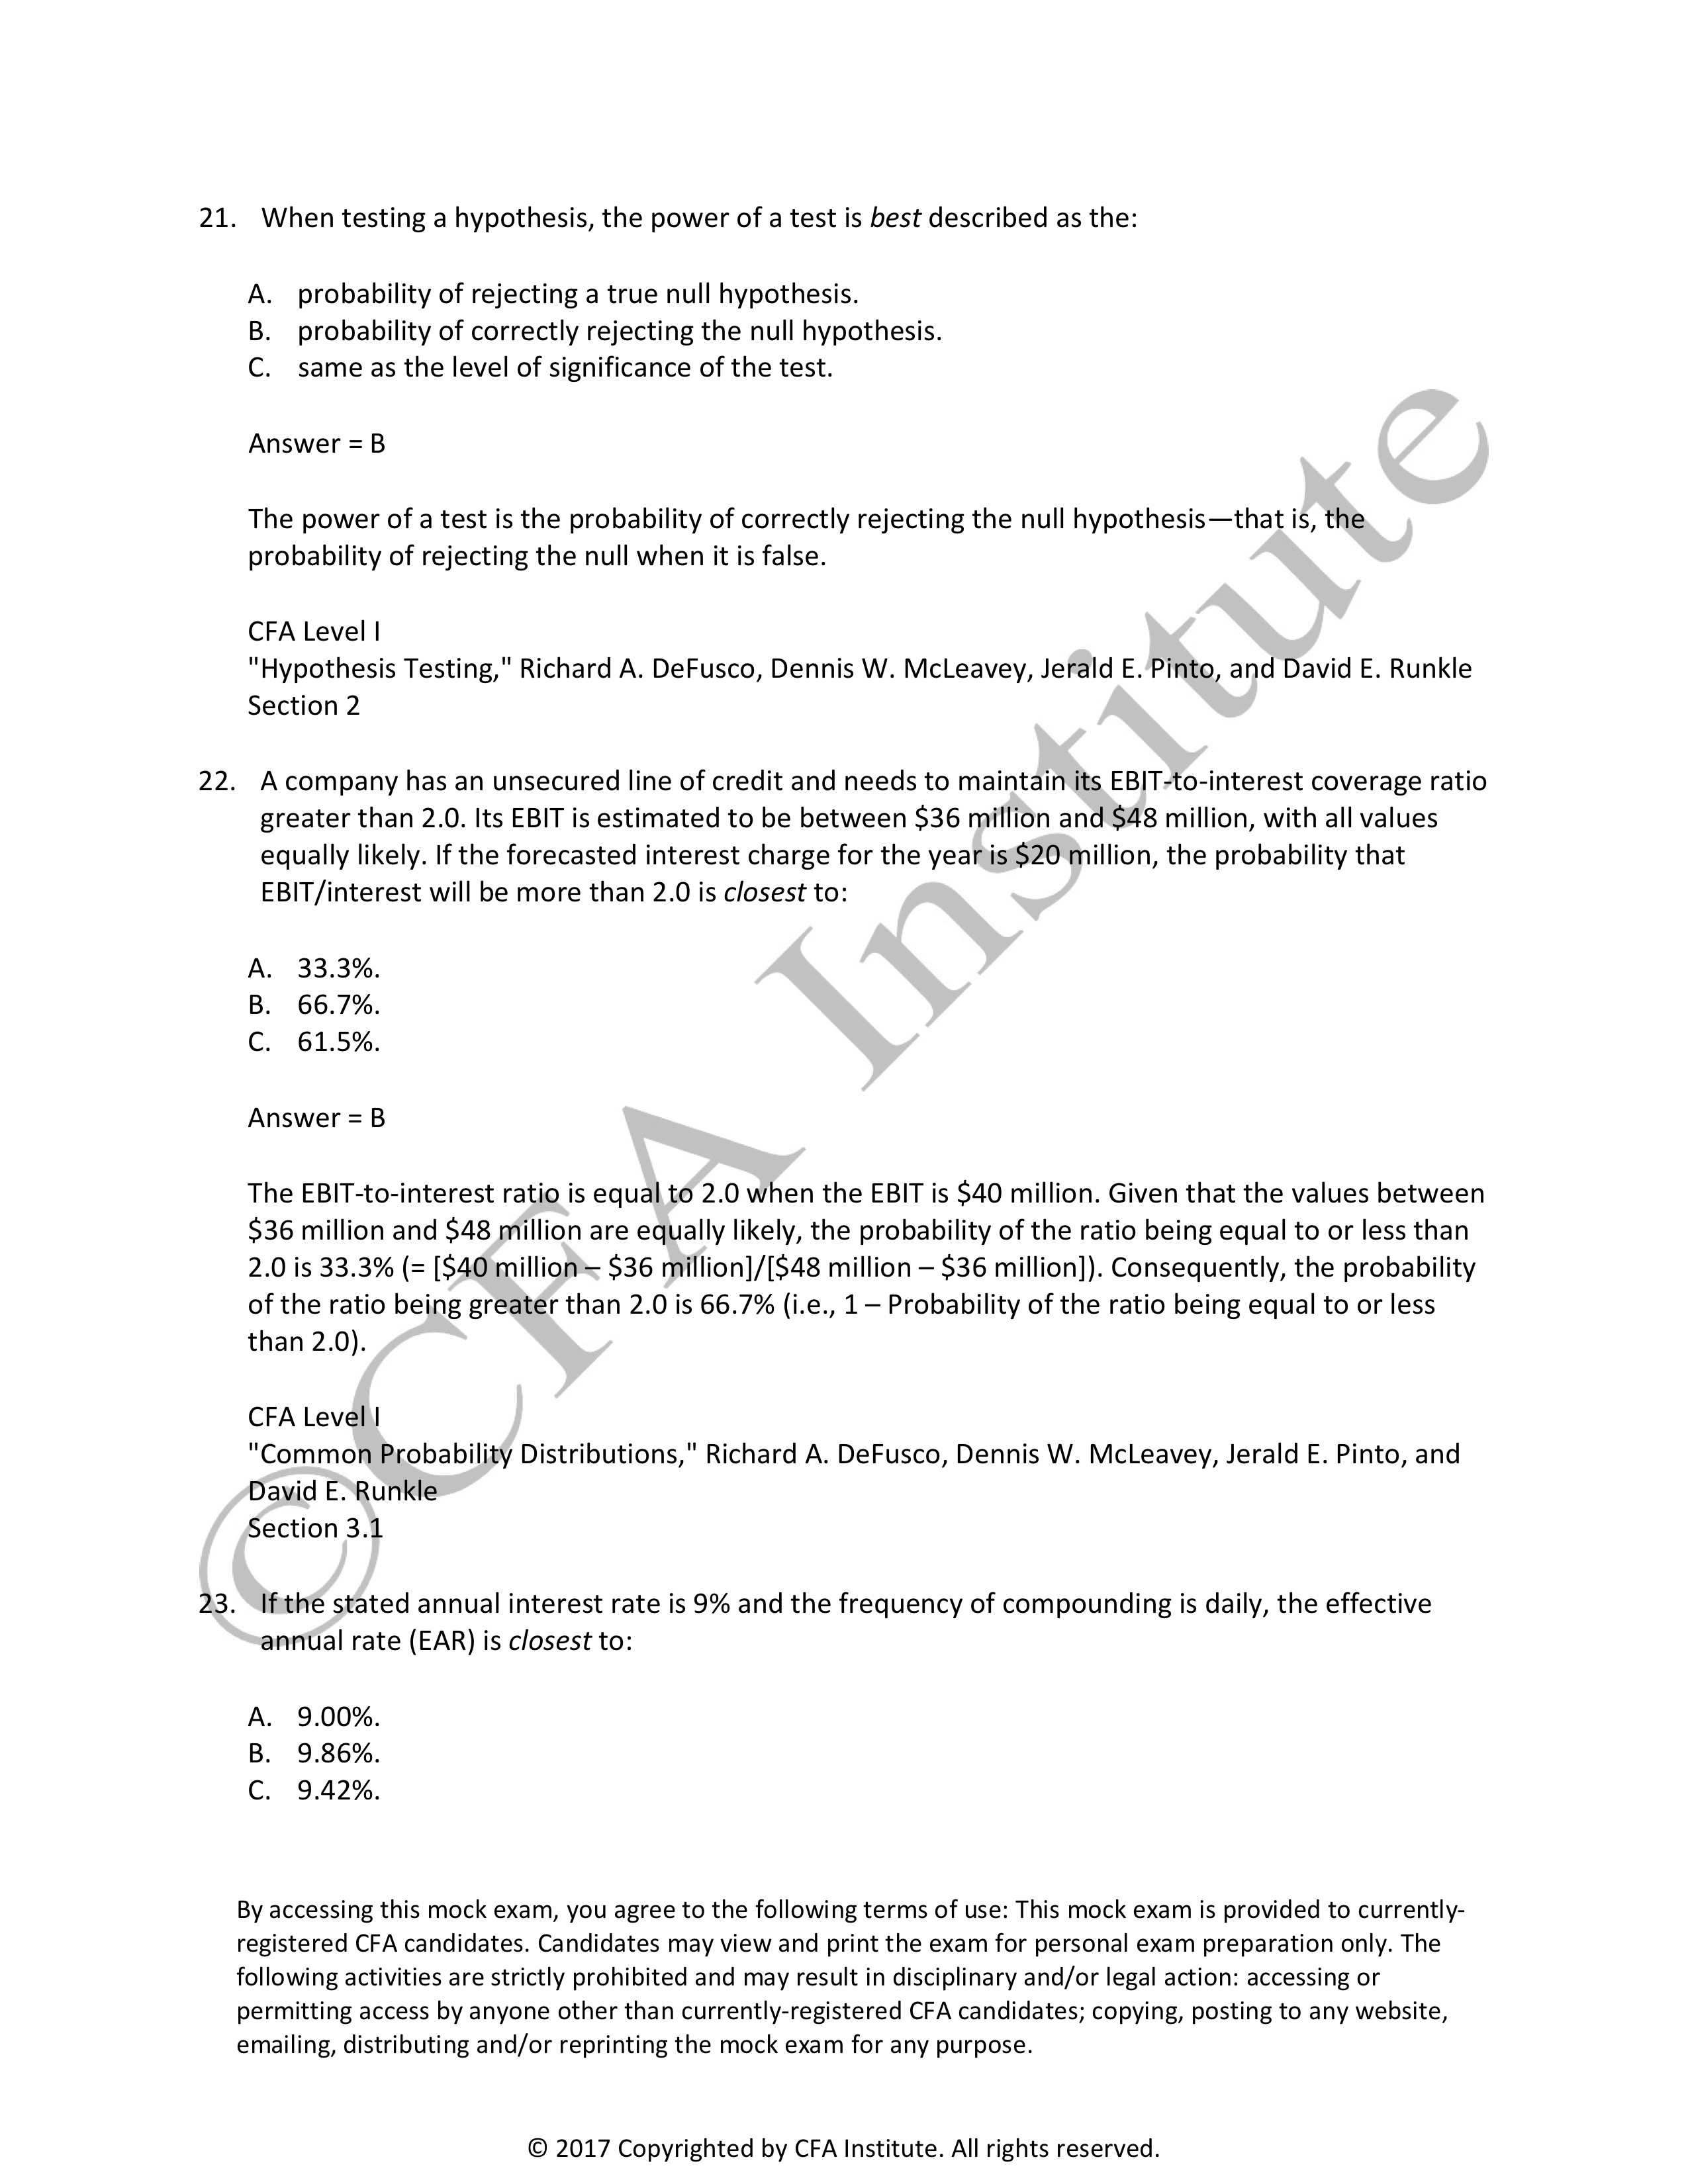 21. When testing a hypothesis, the power of a test is best described as the:
A. probability of rejecting a true null hypothesis.
B. probability of correctly rejecting the null hypothesis.
C. same as the level of significance of the test.
Answer = B
The power of a test is the probability of correctly rejecting the null hypothesis—that is, the
probability of rejecting the null when it is false.
CFA Level I
"Hypothesis Testing," Richard A. DeFusco, Dennis W. McLeavey, Jerald E. Pinto, and David E. Runkle
Section 2
22. A company has an unsecured line of credit and needs to maintain its EBIT-to-interest coverage ratio
greater than 2.0. Its EBIT is estimated to be between $36 million and $48 million, with all values
equally likely. If the forecasted interest charge for the year is $20 million, the probability that
EBIT/interest will be more than 2.0 is closest to:
A. 33.3%.
B. 66.7%.
C. 61.5%.
Answer = B
The EBIT-to-interest ratio is equal to 2.0 when the EBIT is $40 million. Given that the values between
$36 million and $48 million are equally likely, the probability of the ratio being equal to or less than
2.0 is 33.3% (= [$40 million – $36 million]/[$48 million – $36 million]). Consequently, the probability
of the ratio being greater than 2.0 is 66.7% (i.e., 1 – Probability of the ratio being equal to or less
than 2.0).
CFA Level I
"Common Probability Distributions," Richard A. DeFusco, Dennis W. McLeavey, Jerald E. Pinto, and
David E. Runkle
Section 3.1
23. If the stated annual interest rate is 9% and the frequency of compounding is daily, the effective
annual rate (EAR) is closest to:
A. 9.00%.
B. 9.86%.
C. 9.42%.
By accessing this mock exam, you agree to the following terms of use: This mock exam is provided to currently-
registered CFA candidates. Candidates may view and print the exam for personal exam preparation only. The
following activities are strictly prohibited and may result in disciplinary and/or legal action: accessing or
permitting access by anyone other than currently-registered CFA candidates; copying, posting to any website,
emailing, distributing and/or reprinting the mock exam for any purpose.
© 2017 Copyrighted by CFA Institute. All rights reserved.
© CFA Institute